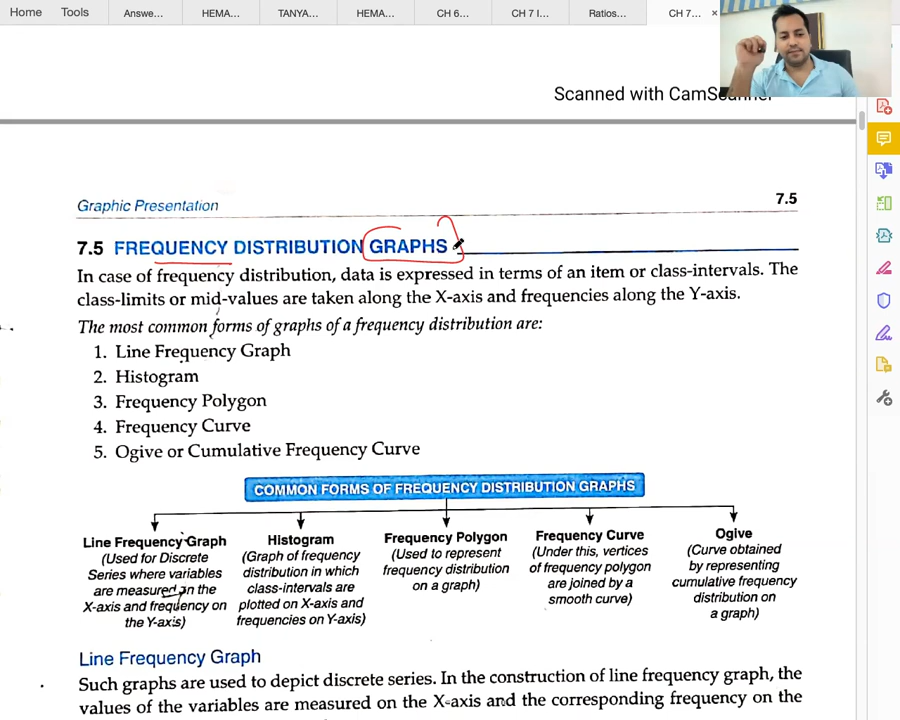 Home Tools Answe... HEMA... TANYA... HEMA... CH 6... CH 7 I... Ratios... CH 7... ×
Scanned with CamScanner
Graphic Presentation 7.5
7.5 FREQUENCY DISTRIBUTION GRAPHS
In case of frequency distribution, data is expressed in terms of an item or class-intervals. The
class-limits or mid-values are taken along the X-axis and frequencies along the Y-axis.
The most common forms of graphs of a frequency distribution are:
1. Line Frequency Graph
2. Histogram
3. Frequency Polygon
4. Frequency Curve
5. Ogive or Cumulative Frequency Curve
COMMON FORMS OF FREQUENCY DISTRIBUTION GRAPHS
Line Frequency Graph
(Used for Discrete
Series where variables
are measured on the
X-axis and frequency on
the Y-axis)
Histogram
(Graph of frequency
distribution in which
class-intervals are
plotted on X-axis and
frequencies on Y-axis)
Frequency Polygon
(Used to represent
frequency distribution
on a graph)
Frequency Curve
(Under this, vertices
of frequency polygon
are joined by a
smooth curve)
Ogive
(Curve obtained
by representing
cumulative frequency
distribution on
a graph)
Line Frequency Graph
Such graphs are used to depict discrete series. In the construction of line frequency graph, the
values of the variables are measured on the X-axis and the corresponding frequency on the